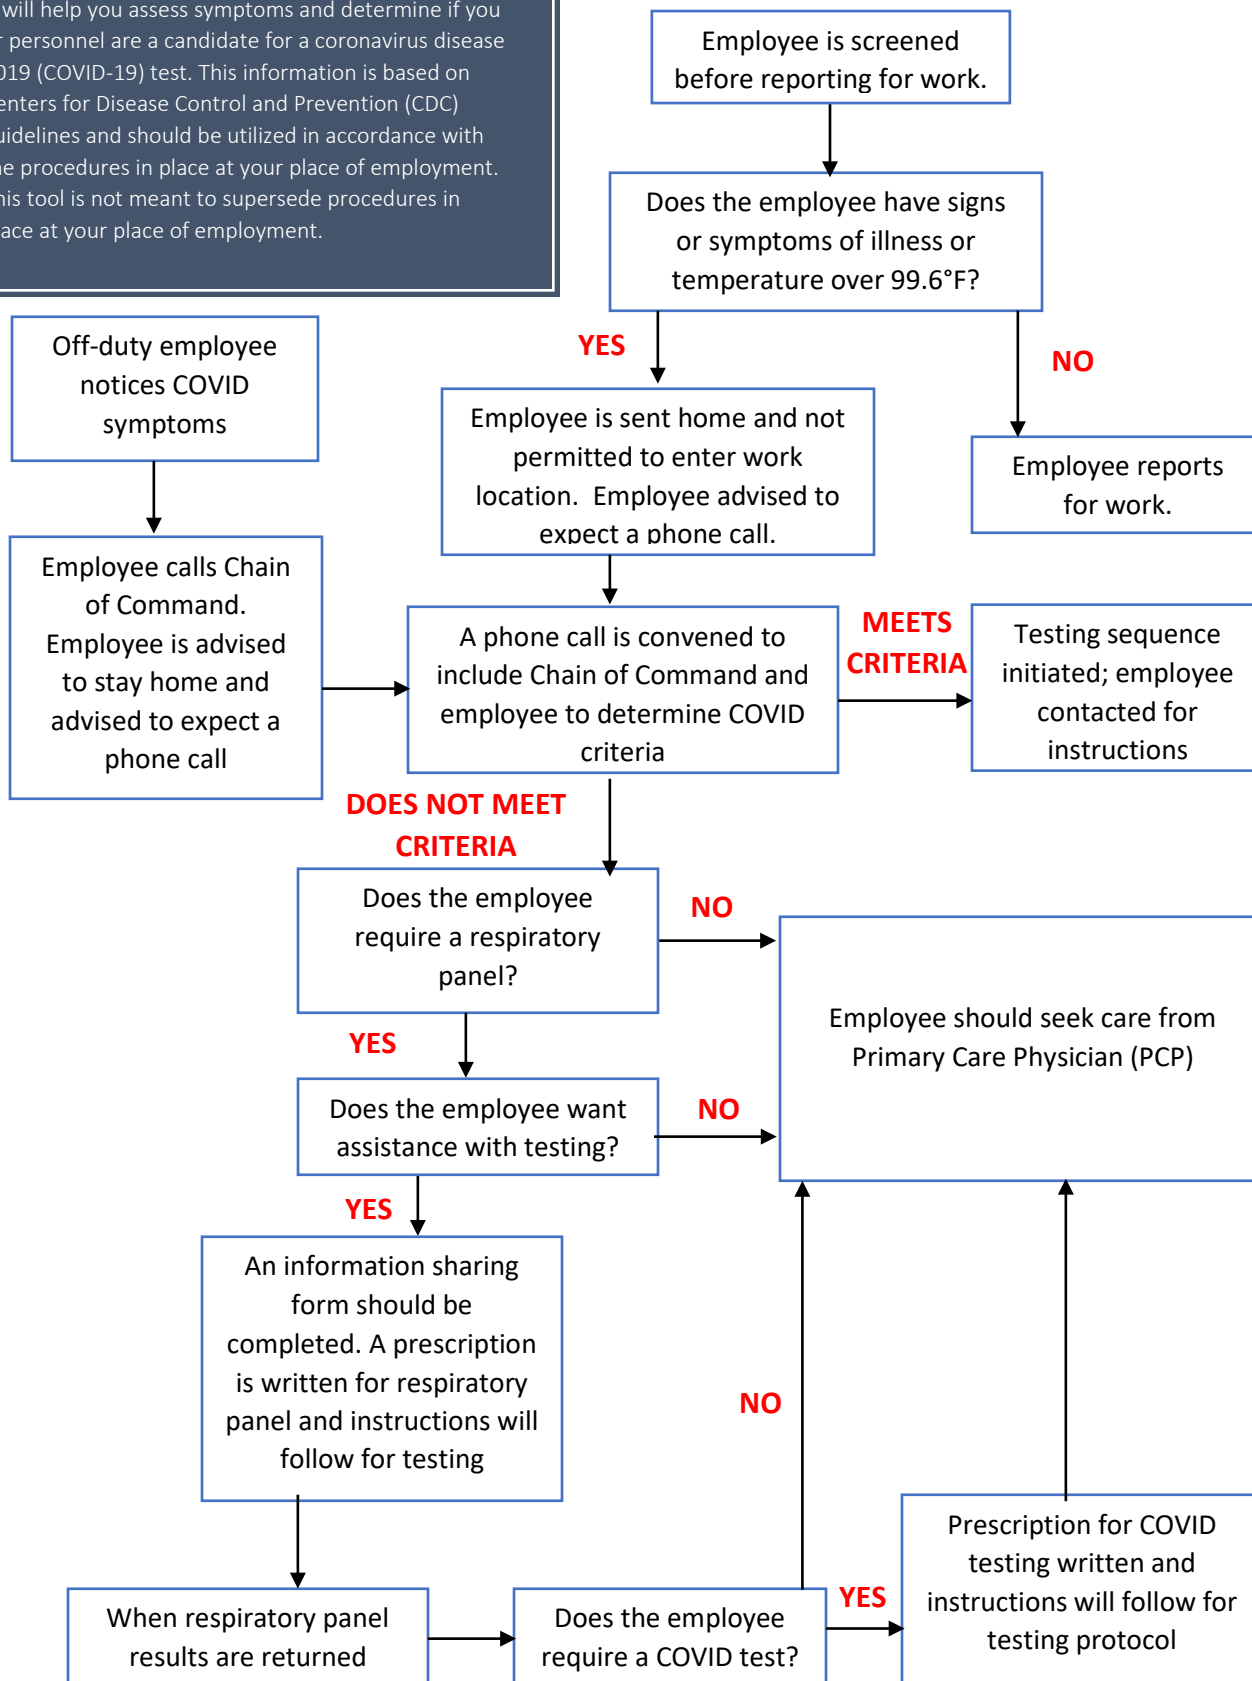 will help you assess symptoms and determine if you
personnel are a candidate for a coronavirus disease
(COVID-19) test. This information is based on
for Disease Control and Prevention (CDC)
and should be utilized in accordance with
procedures in place at your place of employment.
tool is not meant to supersede procedures in
at your place of employment.
Employee is screened
before reporting for work.
Does the employee have signs
or symptoms of illness or
temperature over 99.6°F?
YES
NO
Off-duty employee
notices COVID
symptoms
Employee is sent home and not
permitted to enter work
location. Employee advised to
expect a phone call.
Employee reports
for work.
Employee calls Chain
of Command.
Employee is advised
to stay home and
advised to expect a
phone call
A phone call is convened to
include Chain of Command and
employee to determine COVID
criteria
MEETS
CRITERIA
Testing sequence
initiated; employee
contacted for
instructions
DOES NOT MEET
CRITERIA
Does the employee
require a respiratory
panel?
NO
Employee should seek care from
Primary Care Physician (PCP)
YES
Does the employee want
assistance with testing?
NO
YES
An information sharing
form should be
completed. A prescription
is written for respiratory
panel and instructions will
follow for testing
NO
When respiratory panel
results are returned
Does the employee
require a COVID test?
YES
Prescription for COVID
testing written and
instructions will follow for
testing protocol